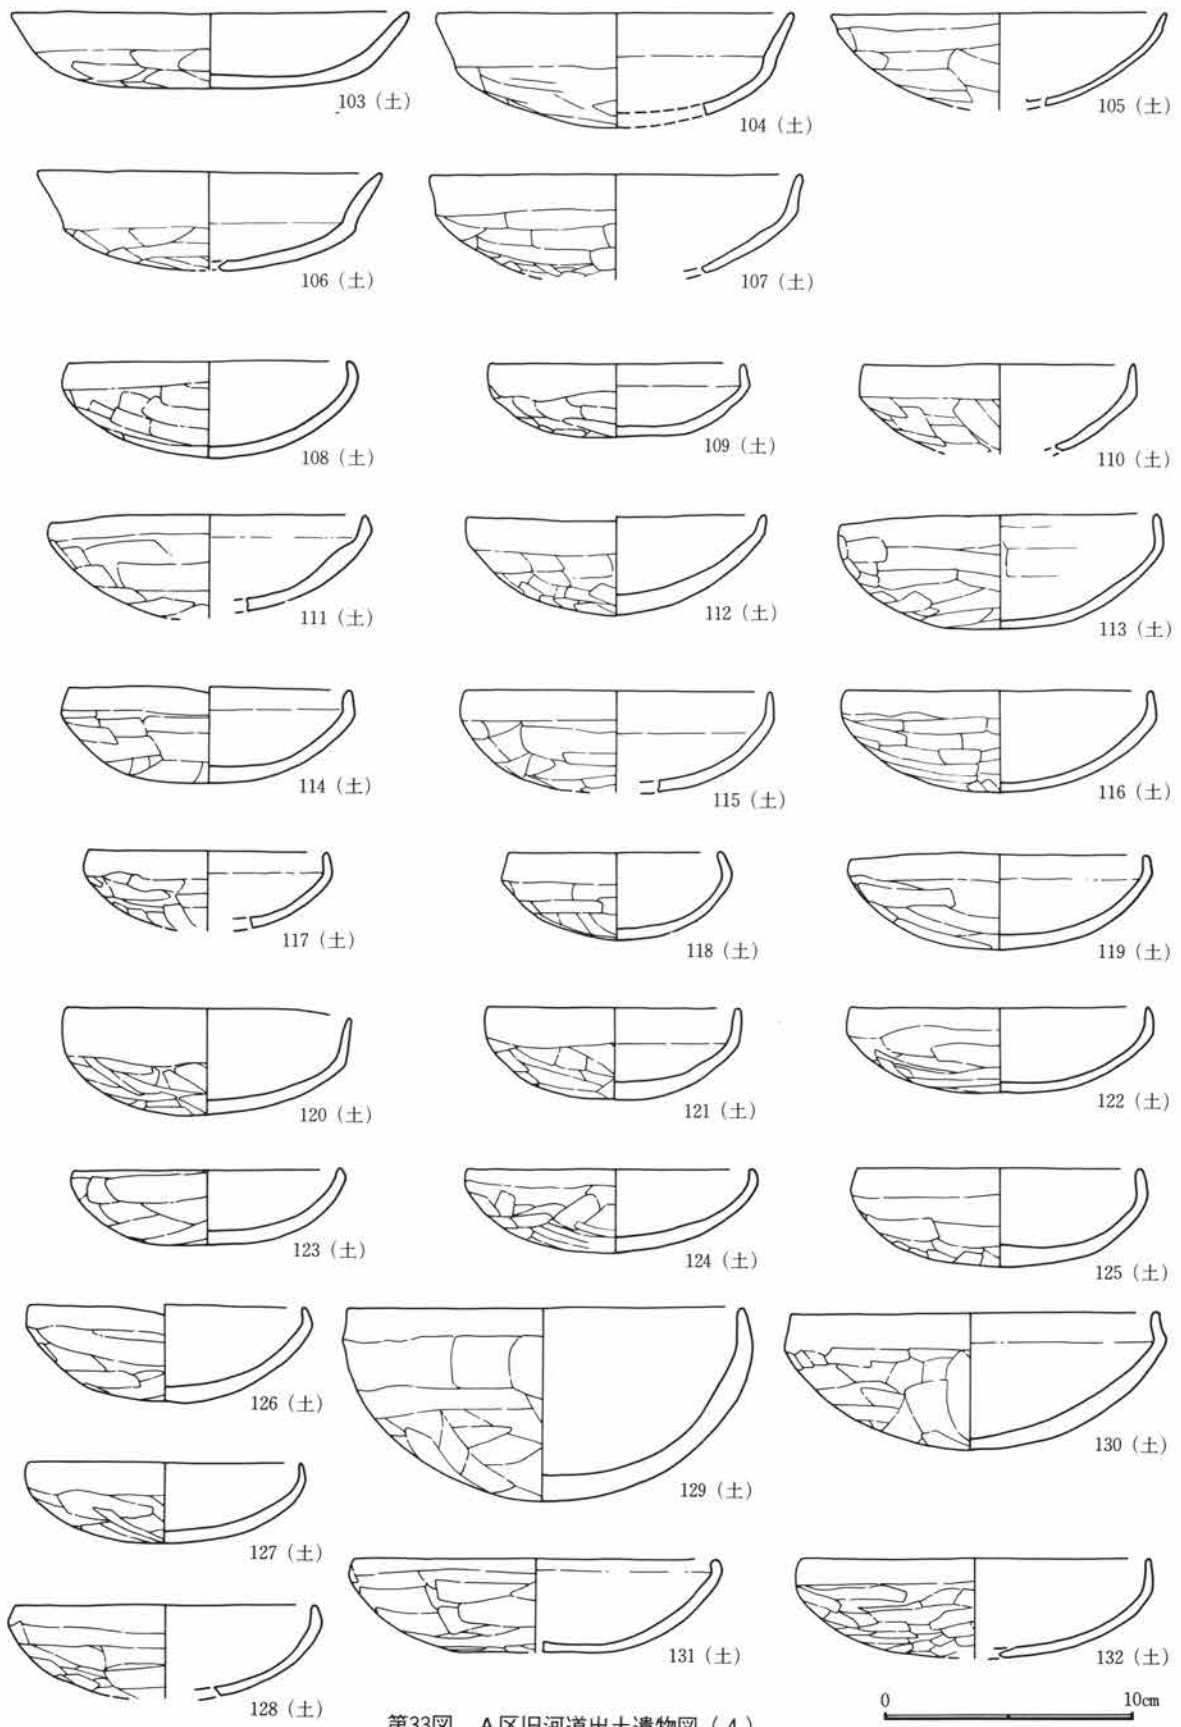 103（土）
104（土）
105（土）
106（土）
107（土）
108（土）
109（土）
110（土）
111（土）
112（土）
113（土）
114（土）
115（土）
116（土）
117（土）
118（土）
119（土）
120（土）
121（土）
122（土）
123（土）
124（土）
125（土）
126（土）
129（土）
130（土）
127（土）
131（土）
132（土）
128（土）
0 10cm
第33図 A区旧河道出土遺物図（4）